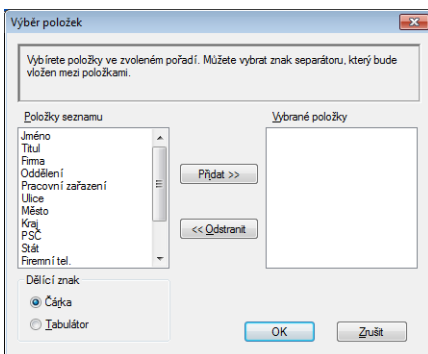 Výběr položek
Vybírete položky ve zvoleném pořadí. Můžete vybrat znak separátoru, který bude
vložen mezi položkami.
Položky seznamu
Vybrané položky
Jméno
Titul
Firma
Oddělení
Pracovní zařazení
Ulice
Město
Kraj
PSČ
Stát
Firemní tel.
Přidat >>
<< Odstranit
Dělící znak
Čárka
Tabulátor
OK
Zrušit